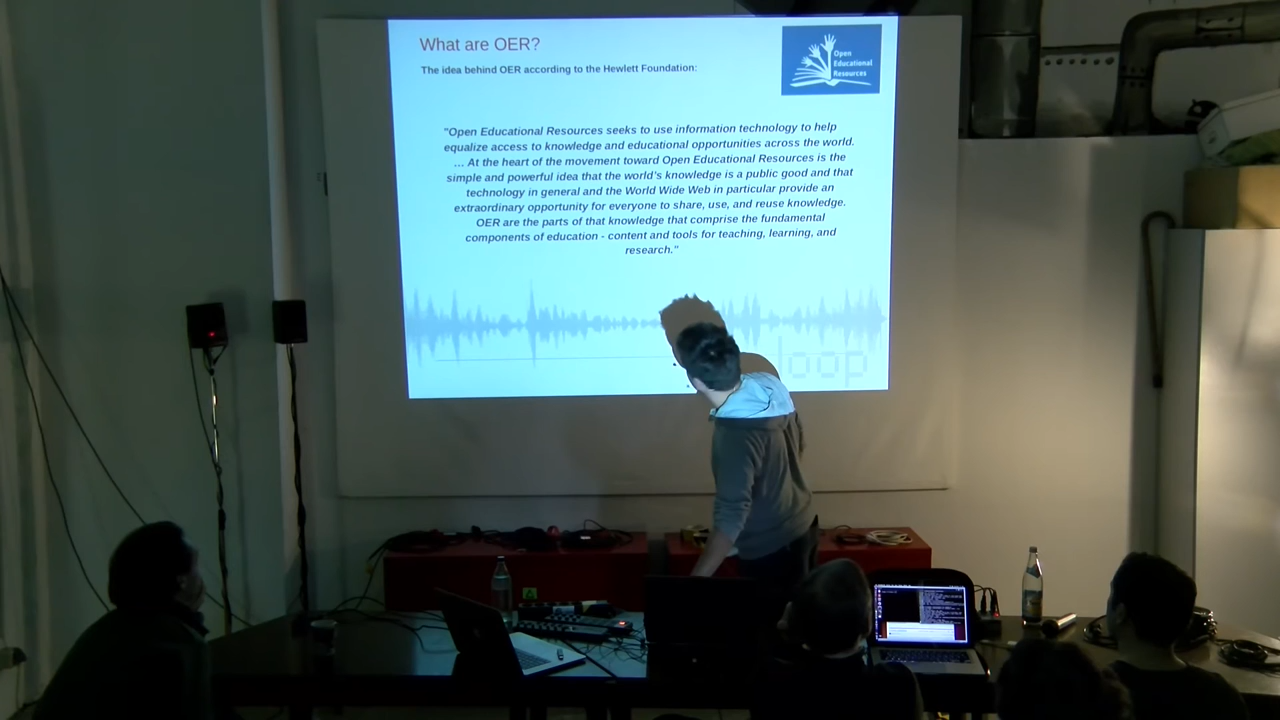 What are OER?
The idea behind OER according to the Hewlett Foundation:
Open
Educational
Resources
"Open Educational Resources seeks to use information technology to help
equalize access to knowledge and educational opportunities across the world.
... At the heart of the movement toward Open Educational Resources is the
simple and powerful idea that the world's knowledge is a public good and that
technology in general and the World Wide Web in particular provide an
extraordinary opportunity for everyone to share, use, and reuse knowledge.
OER are the parts of that knowledge that comprise the fundamental
components of education - content and tools for teaching, learning, and
research."
loop